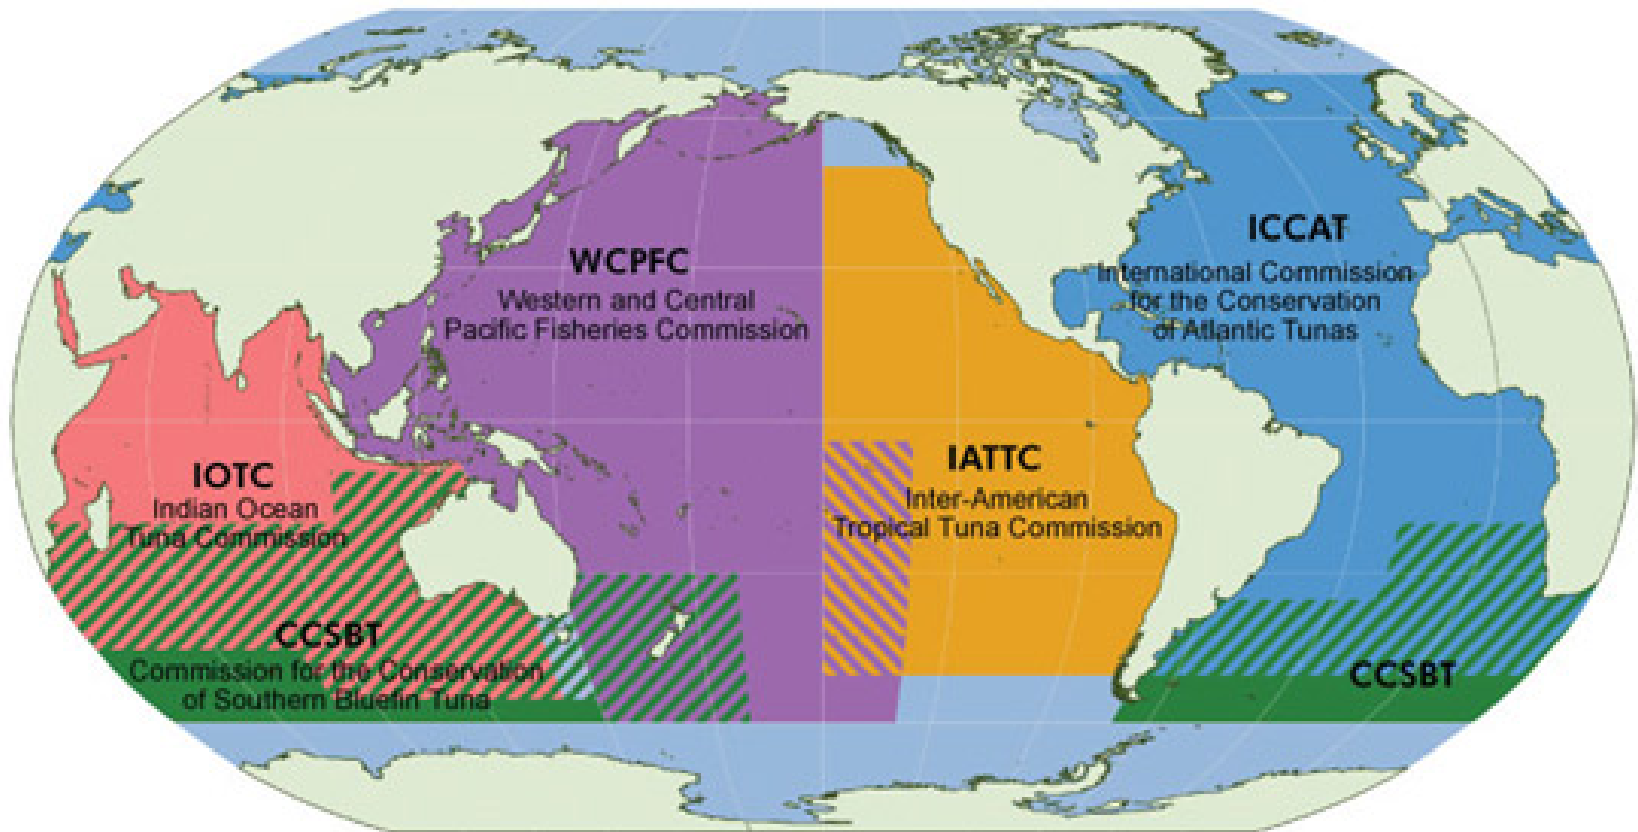 WCPFC
Western and Central
Pacific Fisheries Commission
ICCAT
International Commission
for the Conservation
of Atlantic Tunas
IOTC
Indian Ocean
Tuna Commission
IATTC
Inter-American
Tropical Tuna Commission
CCSBT
Commission for the Conservation
of Southern Bluefin Tuna
CCSBT